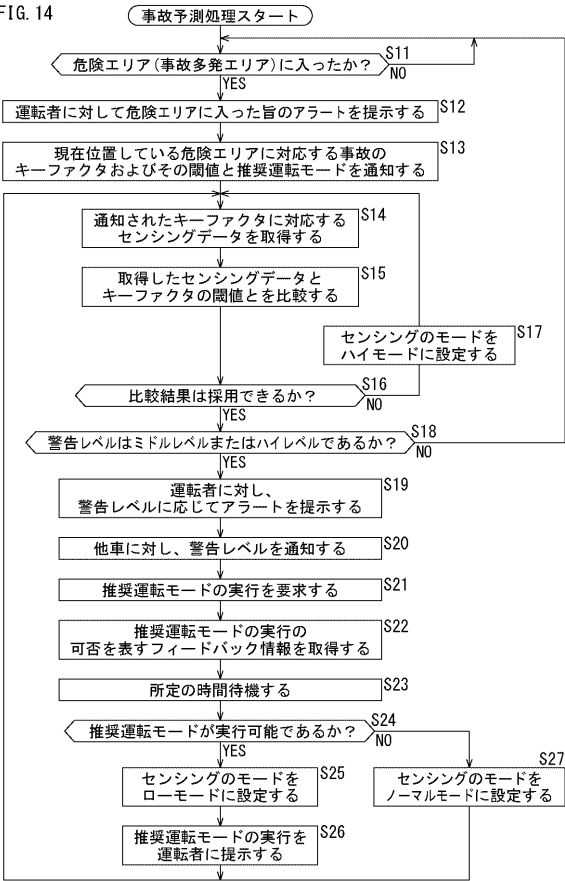 FIG. 14
事故予測処理スタート
危険エリア(事故多発エリア)に入ったか?
S11
NO
YES
運転者に対して危険エリアに入った旨のアラートを提示する
S12
現在位置している危険エリアに対応する事故の
キーファクタおよびその閾値と推奨運転モードを通知する
S13
通知されたキーファクタに対応する
センシングデータを取得する
S14
取得したセンシングデータと
キーファクタの閾値とを比較する
S15
センシングのモードを
ハイモードに設定する
S17
比較結果は採用できるか?
S16
NO
YES
警告レベルはミドルレベルまたはハイレベルであるか?
S18
NO
YES
運転者に対し、
警告レベルに応じてアラートを提示する
S19
他車に対し、警告レベルを通知する
S20
推奨運転モードの実行を要求する
S21
推奨運転モードの実行の
可否を表すフィードバック情報を取得する
S22
所定の時間待機する
S23
推奨運転モードが実行可能であるか?
S24
NO
YES
センシングのモードを
ローモードに設定する
S25
センシングのモードを
ノーマルモードに設定する
S27
推奨運転モードの実行を
運転者に提示する
S26